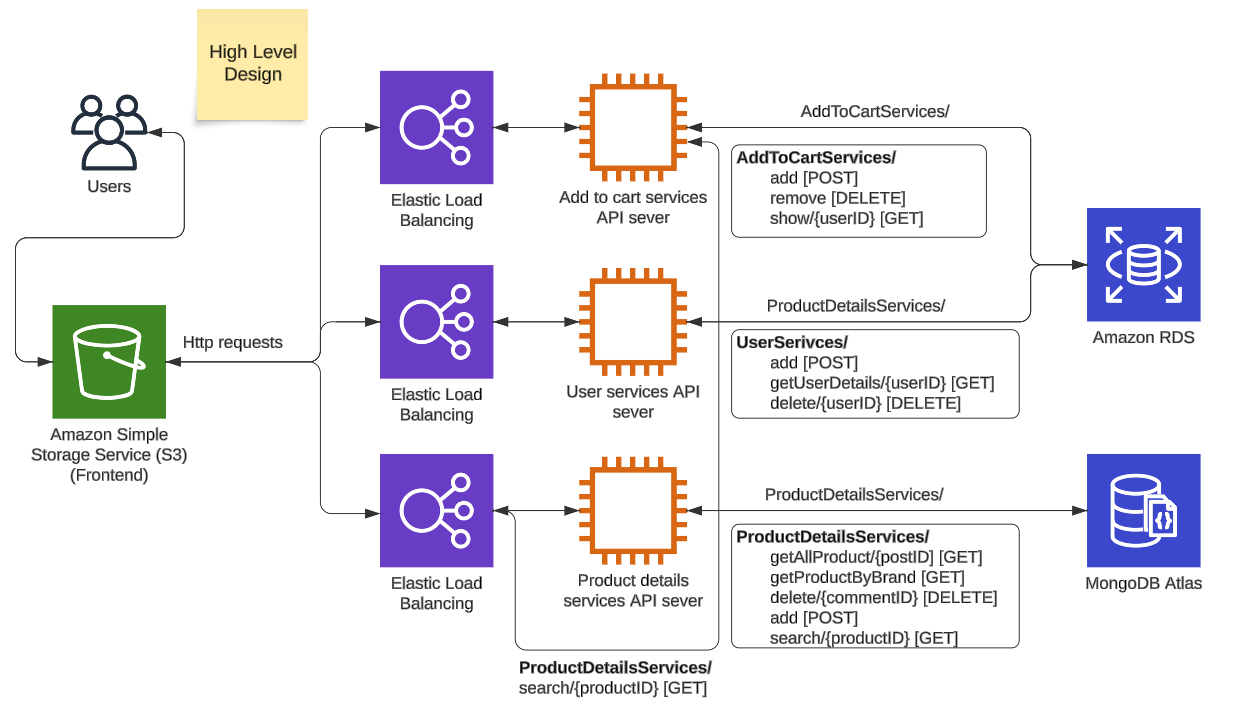 High Level
Design
Users
Amazon Simple
Storage Service (S3)
(Frontend)
Http requests
Elastic Load
Balancing
Add to cart services
API sever
AddToCartServices/
AddToCartServices/
add [POST]
remove [DELETE]
show/{userID} [GET]
Elastic Load
Balancing
User services API
sever
ProductDetailsServices/
UserSerivces/
add [POST]
getUserDetails/{userID} [GET]
delete/{userID} [DELETE]
Amazon RDS
Elastic Load
Balancing
Product details
services API sever
ProductDetailsServices/
ProductDetailsServices/
getAllProduct/{postID] [GET]
getProductByBrand [GET]
delete/{commentID} [DELETE]
add [POST]
search/{productID} [GET]
MongoDB Atlas
ProductDetailsServices/
search/{productID} [GET]